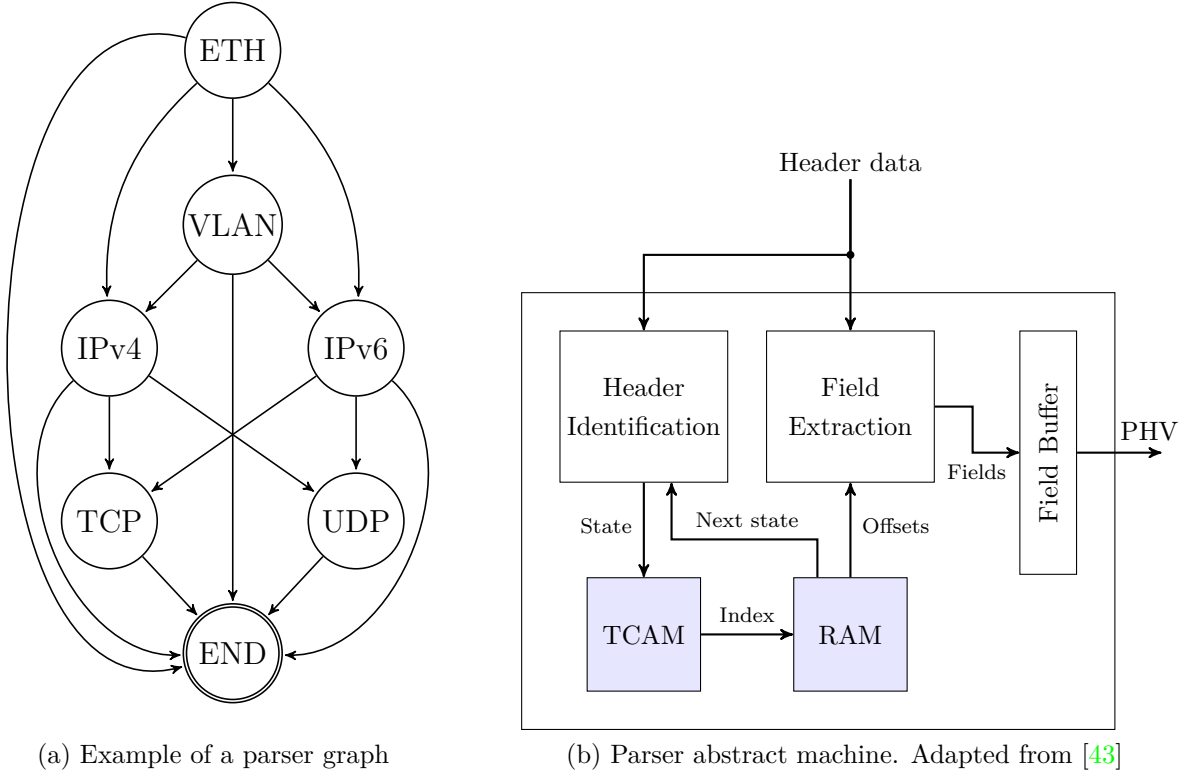 ETH
VLAN
IPv4
IPv6
TCP
UDP
END
(a) Example of a parser graph
Header data
Header
Identification
Field
Extraction
Field Buffer
PHV
Fields
State
Next state
Offsets
TCAM
Index
RAM
(b) Parser abstract machine. Adapted from [43]